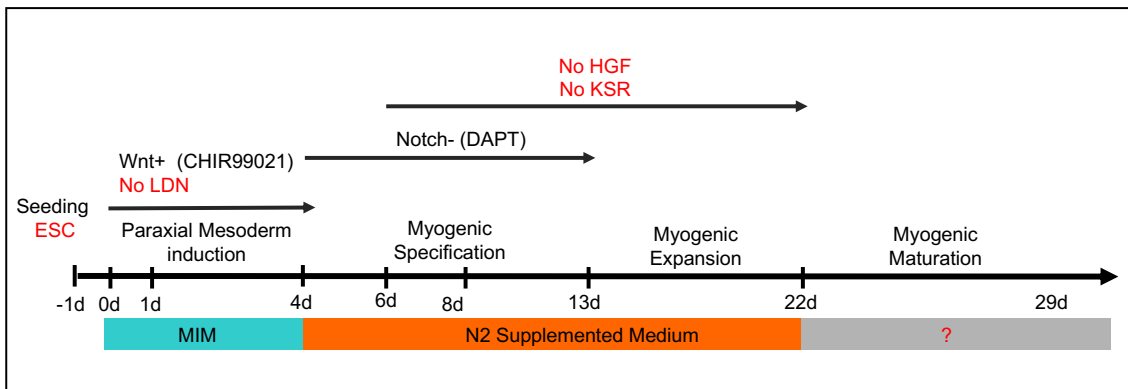 No HGF
No KSR
Notch- (DAPT)
Wnt+ (CHIR99021)
No LDN
Seeding
ESC
Paraxial Mesoderm
induction
Myogenic
Specification
Myogenic
Expansion
Myogenic
Maturation
-1d 0d 1d 4d 6d 8d 13d 22d 29d
MIM N2 Supplemented Medium ?